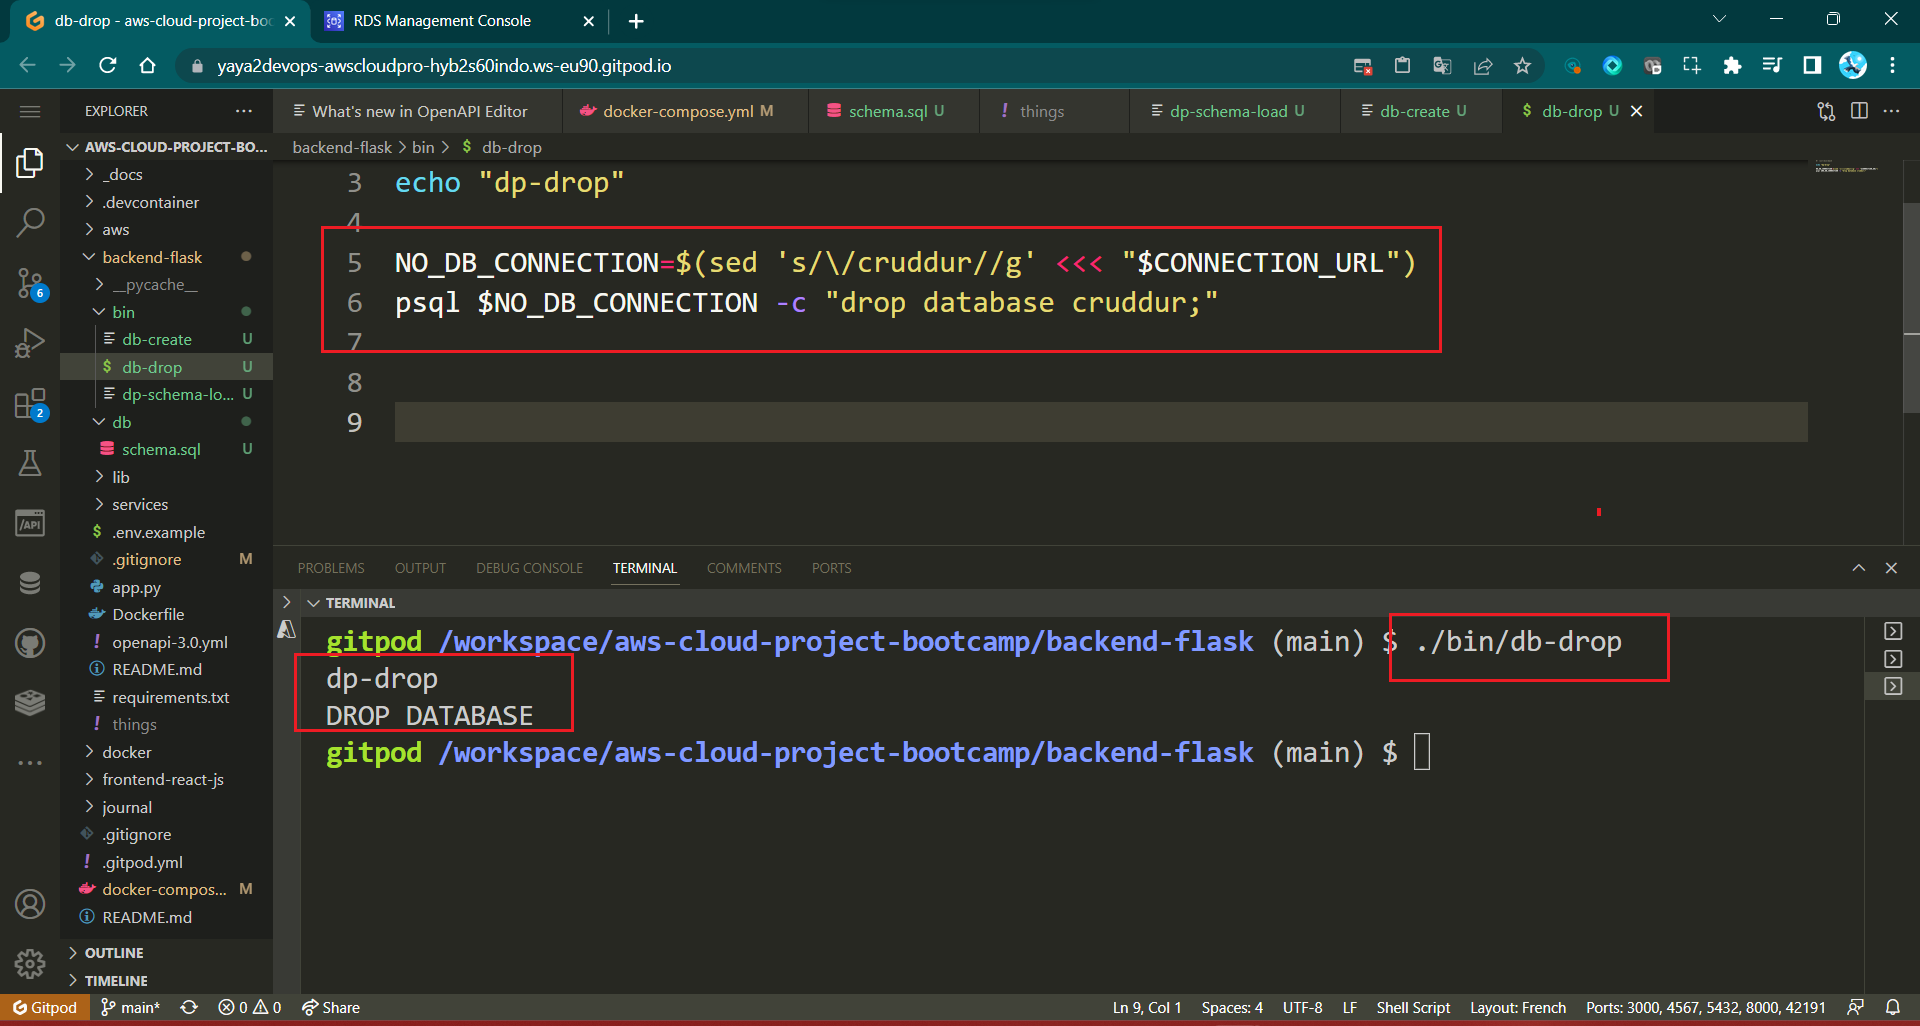 db-drop - aws-cloud-project-boo
RDS Management Console
yaya2devops-awscloudpro-hyb2s60indo.ws-eu90.gitpod.io
EXPLORER
What's new in OpenAPI Editor
docker-compose.yml M
schema.sql U
things
dp-schema-load U
db-create U
db-drop U
AWS-CLOUD-PROJECT-BO...
backend-flask > bin > $ db-drop
_docs
.devcontainer
aws
backend-flask
__pycache__
bin
db-create U
db-drop U
dp-schema-lo... U
db
schema.sql U
lib
services
.env.example
.gitignore M
app.py
Dockerfile
openapi-3.0.yml
README.md
requirements.txt
things
docker
frontend-react-js
journal
.gitignore
.gitpod.yml
docker-compos... M
README.md
OUTLINE
TIMELINE
6
2
/API
3 echo "dp-drop"
4
5 NO_DB_CONNECTION=$(sed 's/\/cruddur//g' <<< "$CONNECTION_URL")
6 psql $NO_DB_CONNECTION -c "drop database cruddur;"
7
8
9
PROBLEMS OUTPUT DEBUG CONSOLE TERMINAL COMMENTS PORTS
TERMINAL
gitpod /workspace/aws-cloud-project-bootcamp/backend-flask (main) $ ./bin/db-drop
dp-drop
DROP DATABASE
gitpod /workspace/aws-cloud-project-bootcamp/backend-flask (main) $
Gitpod main* 0 0 Share
Ln 9, Col 1 Spaces: 4 UTF-8 LF Shell Script Layout: French Ports: 3000, 4567, 5432, 8000, 42191